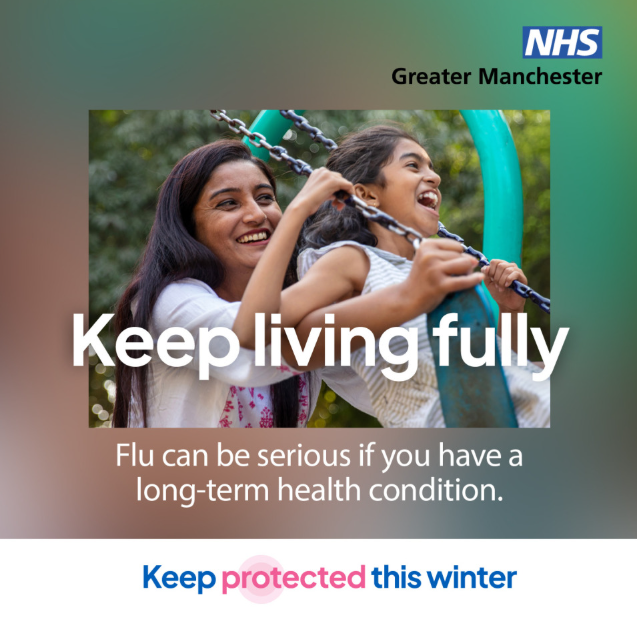 NHS
Greater Manchester
Keep living fully
Flu can be serious if you have a
long-term health condition.
Keep protected this winter